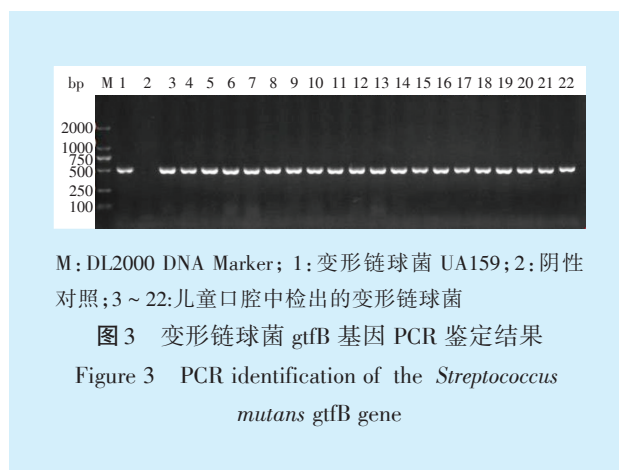 bp M 1 2 3 4 5 6 7 8 9 10 11 12 13 14 15 16 17 18 19 20 21 22
2000
1000
750
500
250
100
M：DL2000 DNA Marker；1：变形链球菌 UA159；2：阴性
对照；3 ~ 22：儿童口腔中检出的变形链球菌
图 3 变形链球菌 gtfB 基因 PCR 鉴定结果
Figure 3 PCR identification of the Streptococcus
mutans gtfB gene